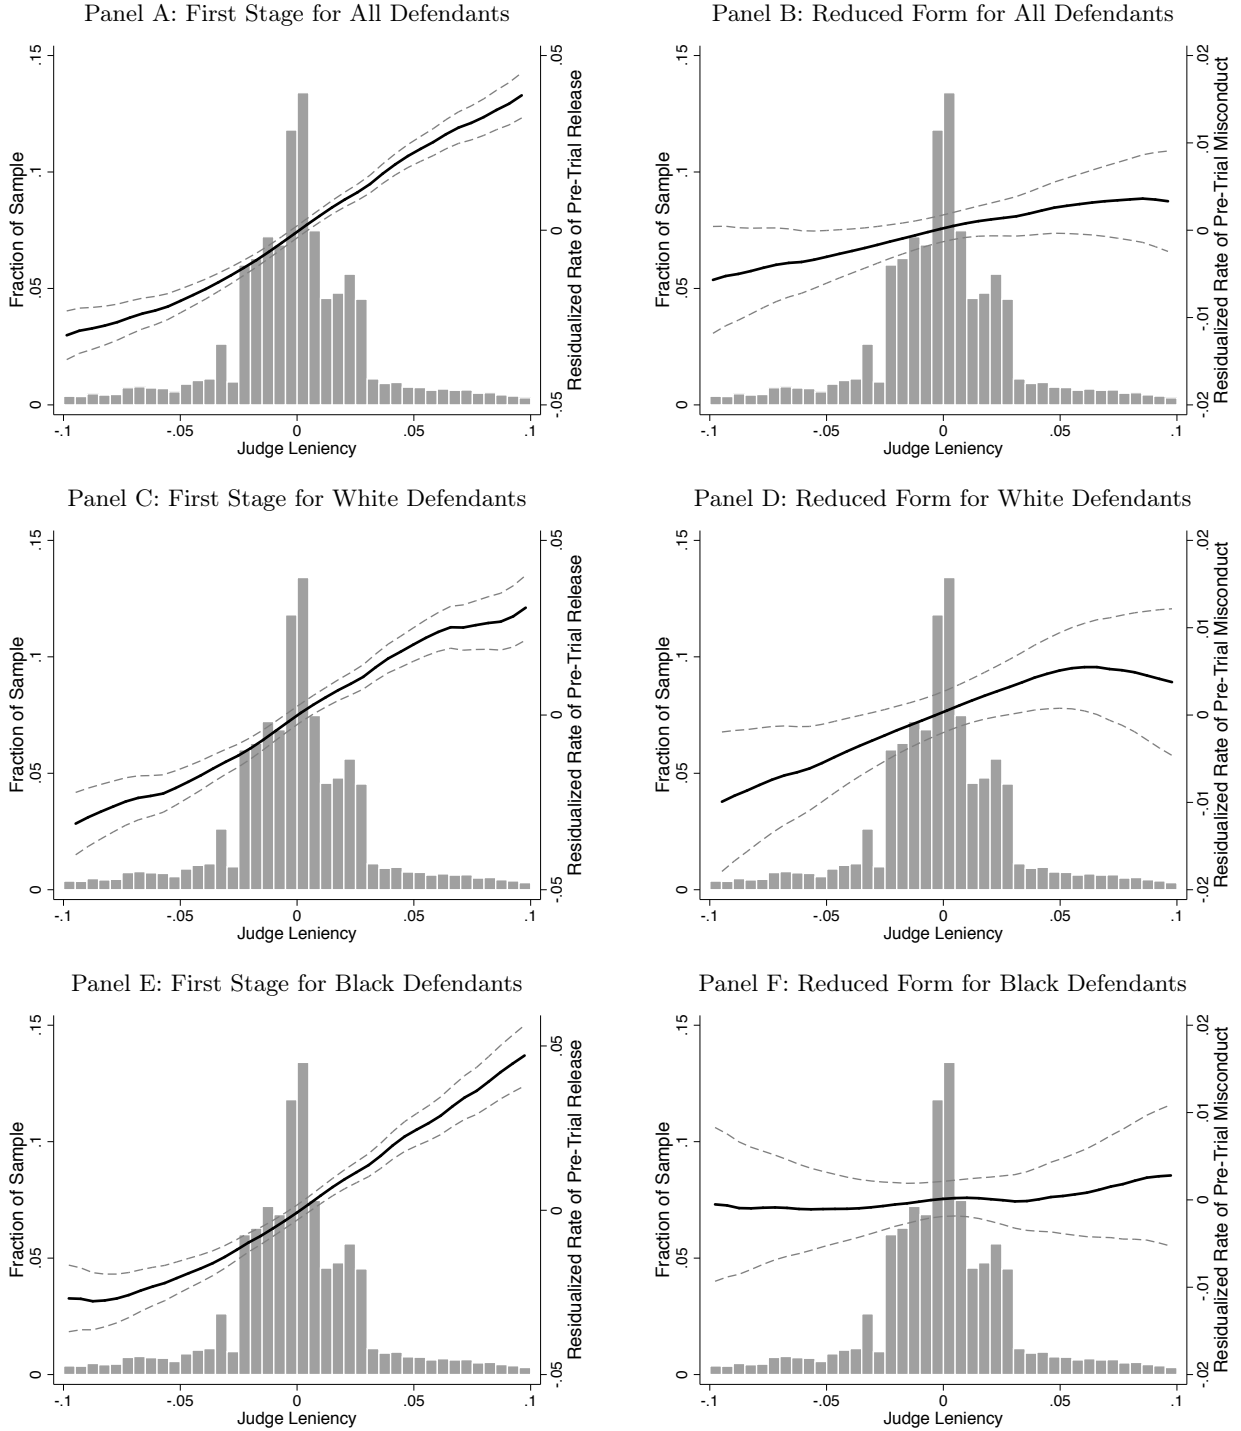 Panel A: First Stage for All Defendants
Fraction of Sample
0 .05 .1 .15
Residualized Rate of Pre-Trial Release
-.05 0 .05
-.1 -.05 0 .05 .1
Judge Leniency
Panel B: Reduced Form for All Defendants
Fraction of Sample
0 .05 .1 .15
Residualized Rate of Pre-Trial Misconduct
-.02 -.01 0 .01 .02
-.1 -.05 0 .05 .1
Judge Leniency
Panel C: First Stage for White Defendants
Fraction of Sample
0 .05 .1 .15
Residualized Rate of Pre-Trial Release
-.05 0 .05
-.1 -.05 0 .05 .1
Judge Leniency
Panel D: Reduced Form for White Defendants
Fraction of Sample
0 .05 .1 .15
Residualized Rate of Pre-Trial Misconduct
-.02 -.01 0 .01 .02
-.1 -.05 0 .05 .1
Judge Leniency
Panel E: First Stage for Black Defendants
Fraction of Sample
0 .05 .1 .15
Residualized Rate of Pre-Trial Release
-.05 0 .05
-.1 -.05 0 .05 .1
Judge Leniency
Panel F: Reduced Form for Black Defendants
Fraction of Sample
0 .05 .1 .15
Residualized Rate of Pre-Trial Misconduct
-.02 -.01 0 .01 .02
-.1 -.05 0 .05 .1
Judge Leniency